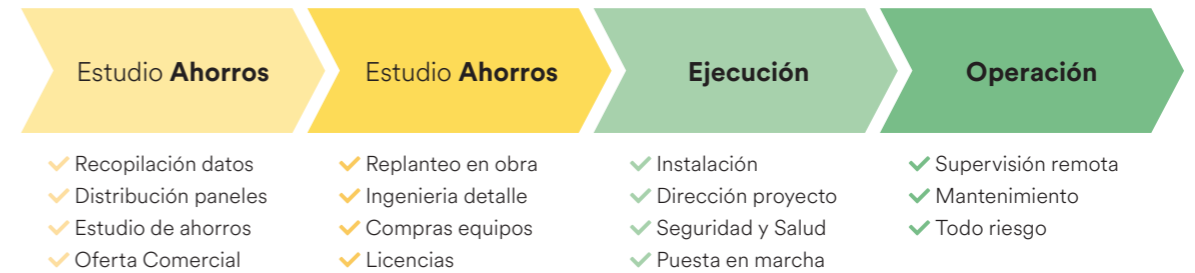 Estudio Ahorros
Recopilación datos
Distribución paneles
Estudio de ahorros
Oferta Comercial
Estudio Ahorros
Replanteo en obra
Ingenieria detalle
Compras equipos
Licencias
Ejecución
Instalación
Dirección proyecto
Seguridad y Salud
Puesta en marcha
Operación
Supervisión remota
Mantenimiento
Todo riesgo